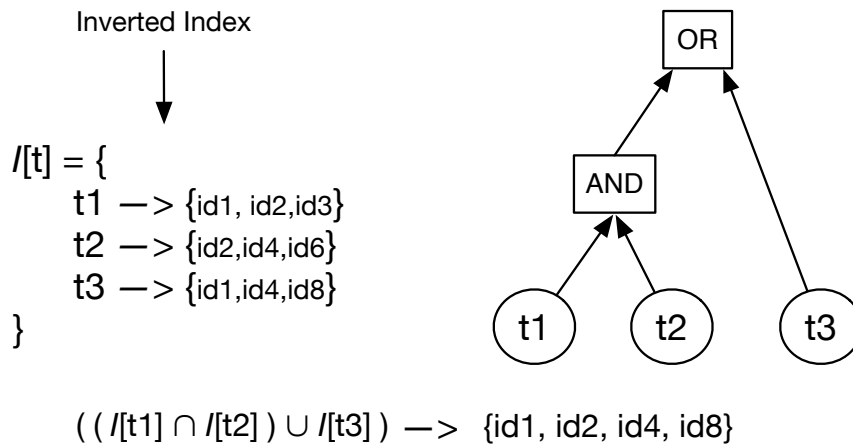 Inverted Index
I[t] = {
t1 —> {id1, id2,id3}
t2 —> {id2,id4,id6}
t3 —> {id1,id4,id8}
}
OR
AND
t1
t2
t3
( ( I[t1] ∩ I[t2] ) ∪ I[t3] ) —> {id1, id2, id4, id8}